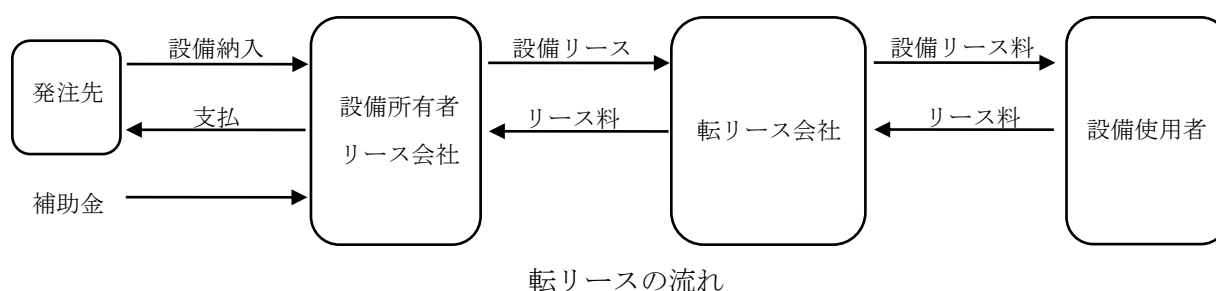 設備納入
設備リース
設備リース料
発注先
設備所有者
リース会社
転リース会社
設備使用者
支払
リース料
リース料
補助金
転リースの流れ